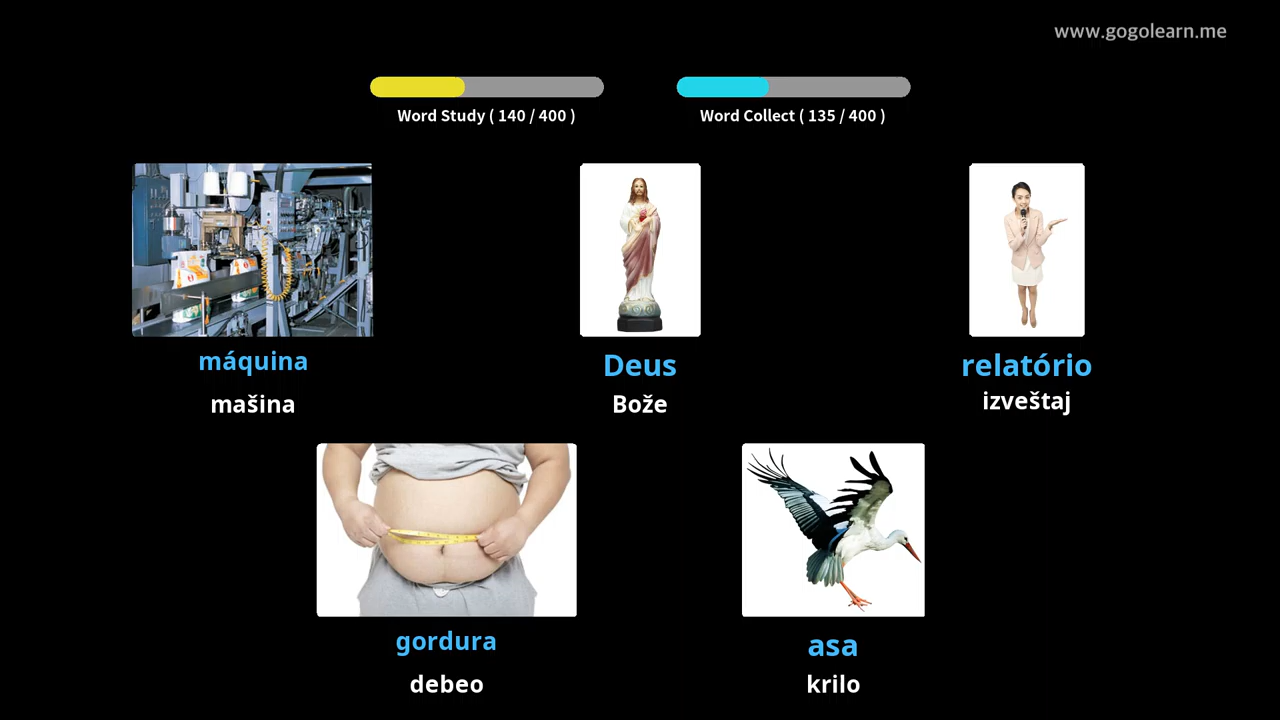 www.gogolearn.me
Word Study ( 140 / 400 )
Word Collect ( 135 / 400 )
máquina
mašina
Deus
Bože
relatório
izveštaj
gordura
debeo
asa
krilo